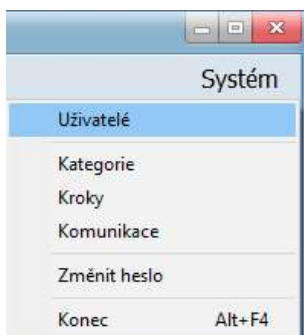 Systém
Uživatelé
Kategorie
Kroky
Komunikace
Změnit heslo
Konec Alt+F4